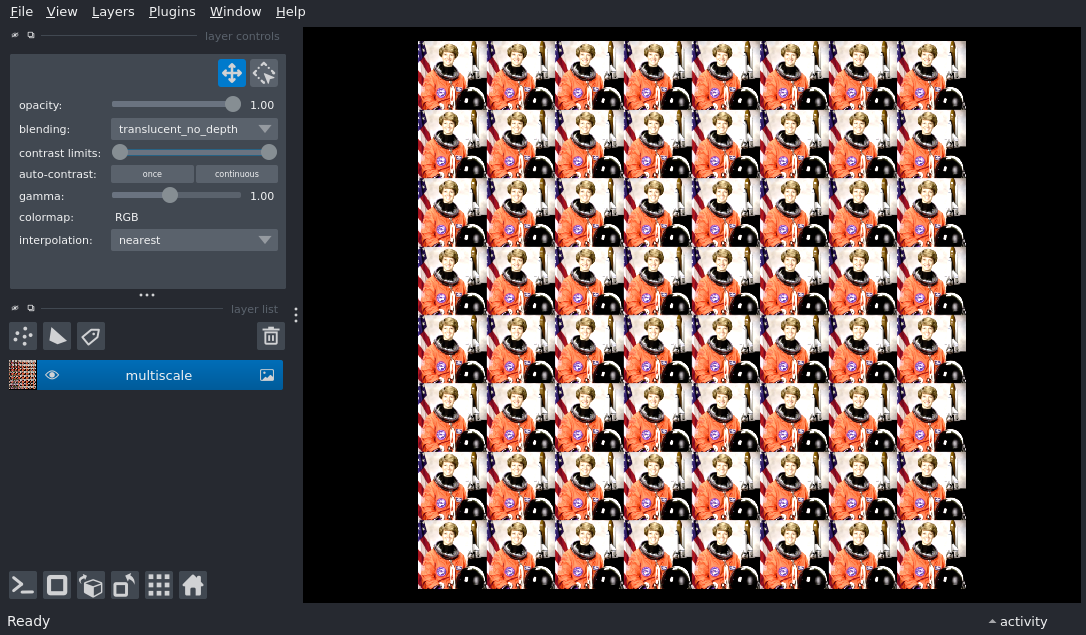 File View Layers Plugins Window Help
layer controls
opacity: 1.00
blending: translucent_no_depth
contrast limits:
auto-contrast: once continuous
gamma: 1.00
colormap: RGB
interpolation: nearest
layer list
multiscale
Ready
activity